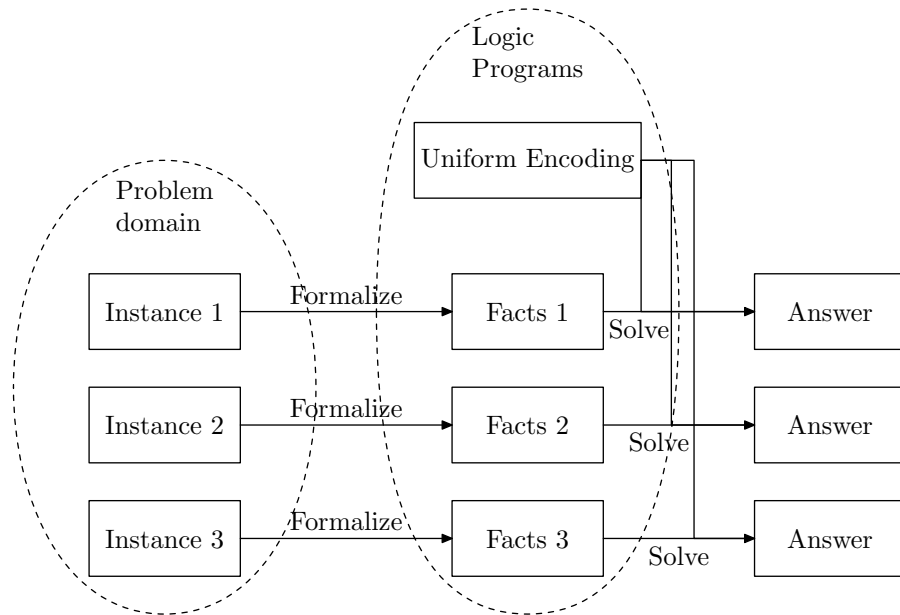 Logic
Programs
Uniform Encoding
Problem
domain
Instance 1
Formalize
Facts 1
Solve
Answer
Instance 2
Formalize
Facts 2
Solve
Answer
Instance 3
Formalize
Facts 3
Solve
Answer